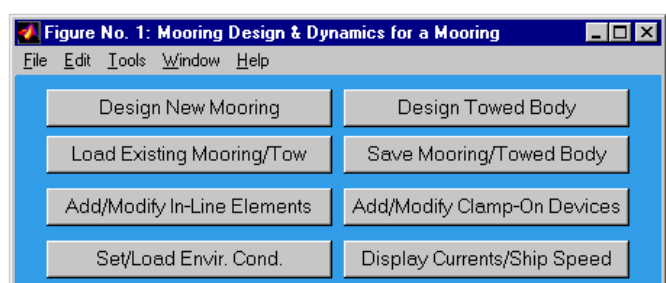 Figure No. 1: Mooring Design & Dynamics for a Mooring
File Edit Tools Window Help
Design New Mooring Design Towed Body
Load Existing Mooring/Tow Save Mooring/Towed Body
Add/Modify In-Line Elements Add/Modify Clamp-On Devices
Set/Load Envir. Cond. Display Currents/Ship Speed